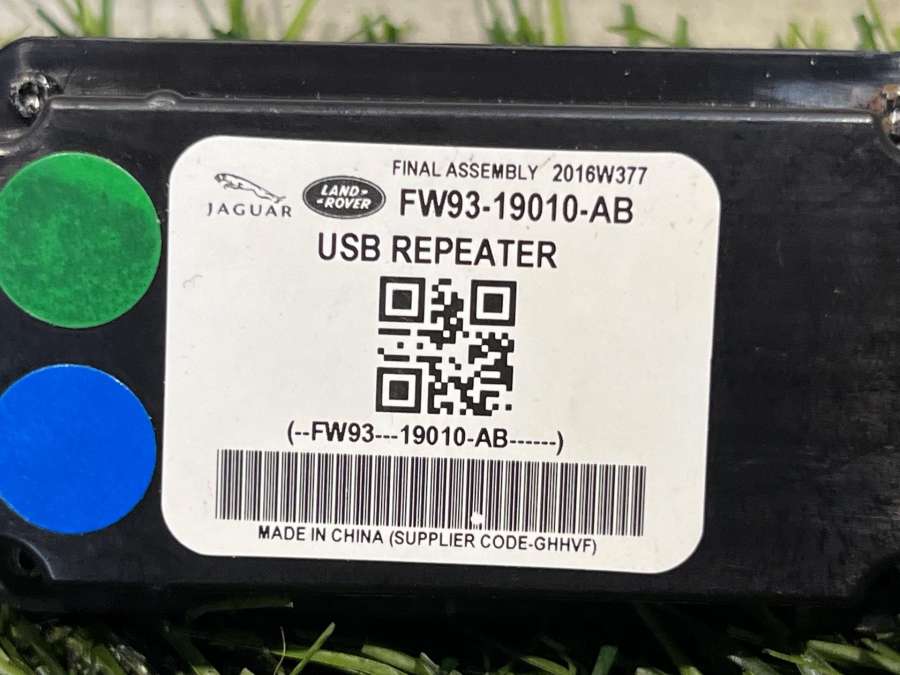 FINAL ASSEMBLY 2016W377
JAGUAR
LAND-
-ROVER
FW93-19010-AB
USB REPEATER
(--FW93---19010-AB------)
MADE IN CHINA (SUPPLIER CODE-GHHVF)